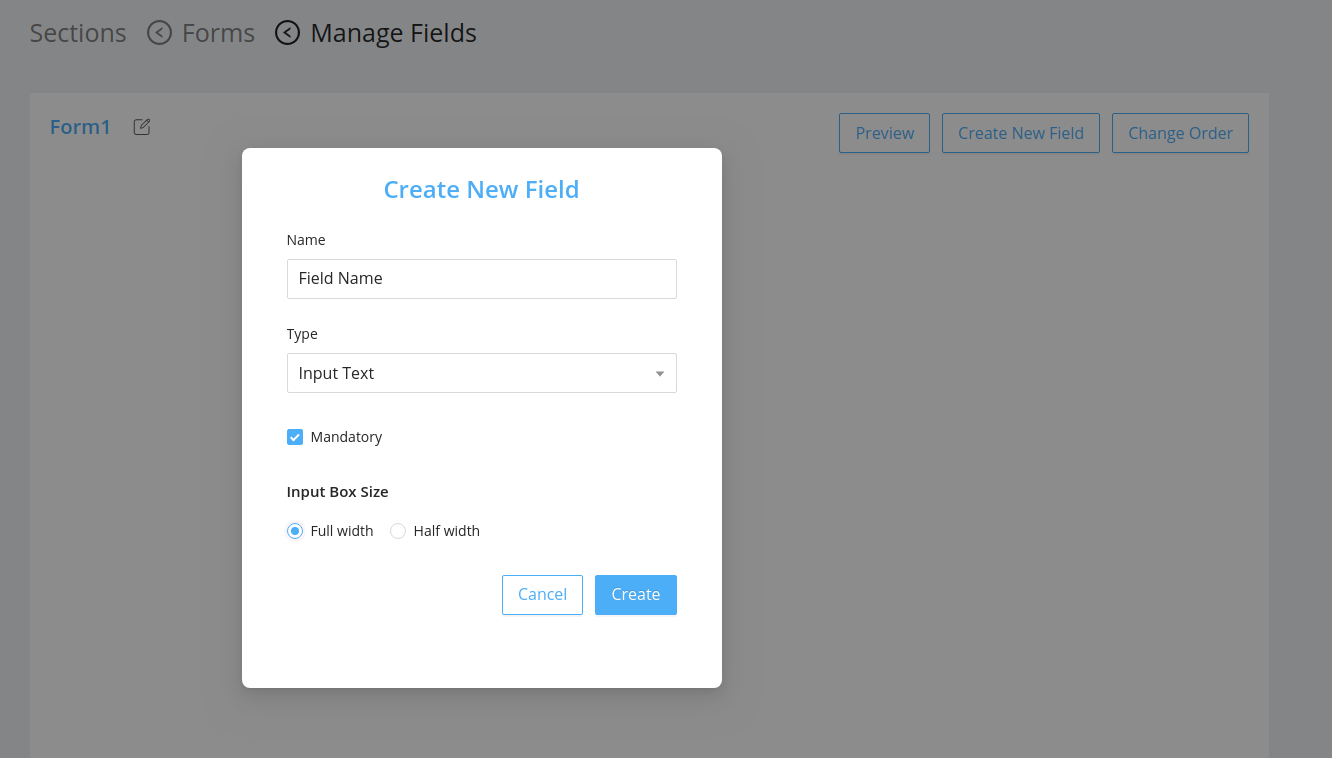 Sections Forms Manage Fields
Form1
Preview Create New Field Change Order
Create New Field
Name
Field Name
Type
Input Text
Mandatory
Input Box Size
Full width Half width
Cancel Create